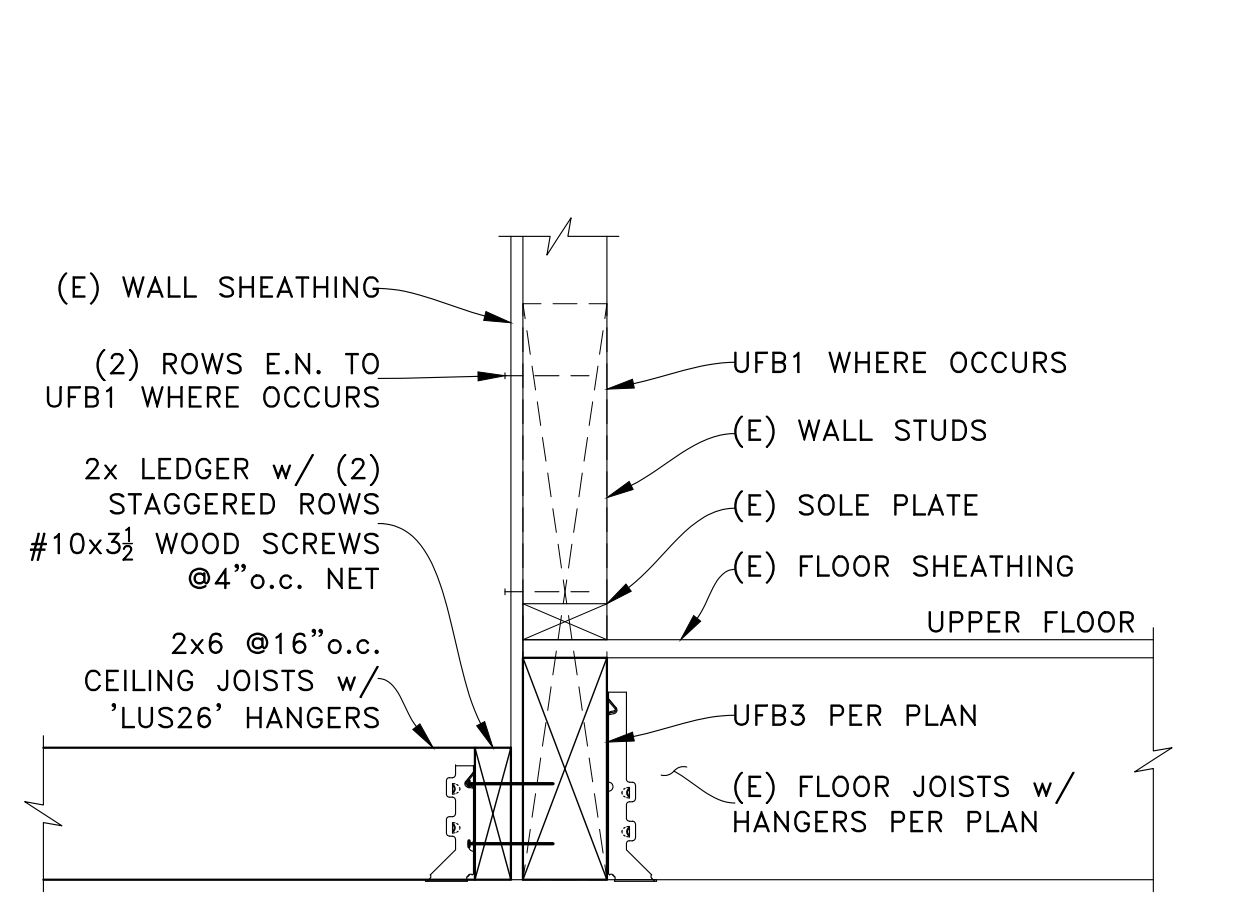 (E) WALL SHEATHING
(2) ROWS E.N. TO
UFB1 WHERE OCCURS
2x LEDGER w/ (2)
STAGGERED ROWS
#10x3½ WOOD SCREWS
@4”o.c. NET
2x6 @16”o.c.
CEILING JOISTS w/
’LUS26’ HANGERS
UFB1 WHERE OCCURS
(E) WALL STUDS
(E) SOLE PLATE
(E) FLOOR SHEATHING
UPPER FLOOR
UFB3 PER PLAN
(E) FLOOR JOISTS w/
HANGERS PER PLAN